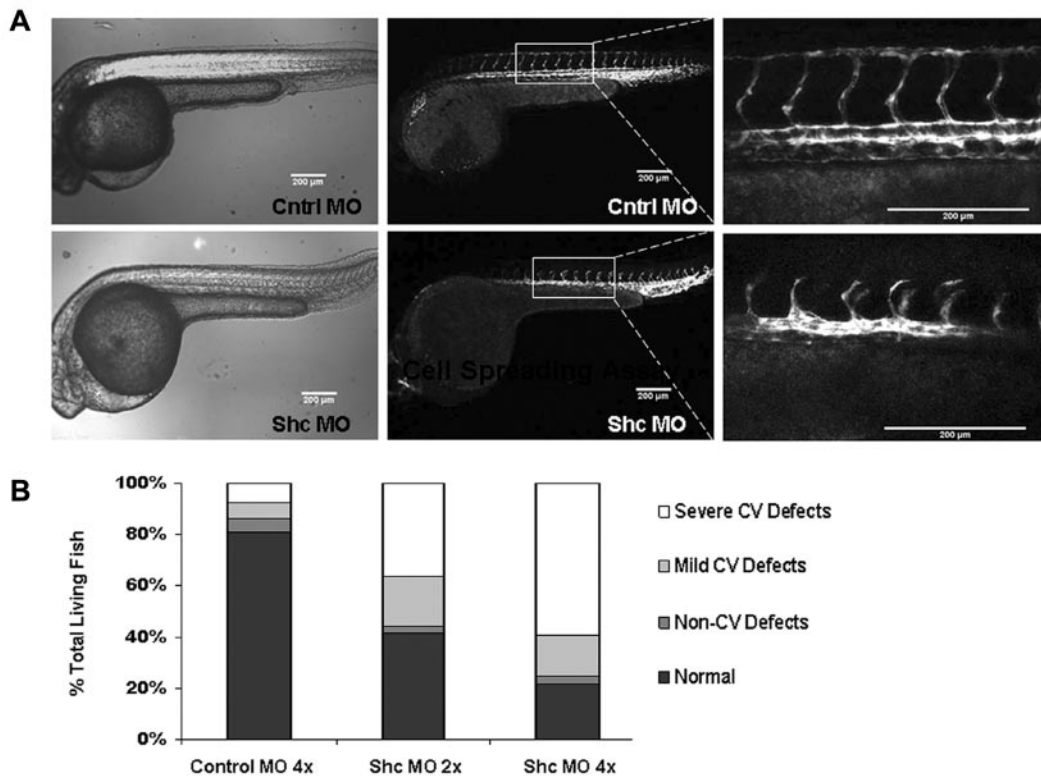 A
200 µm
Cntrl MO
200 µm
Cntrl MO
200 µm
200 µm
Shc MO
Cell Spreading Assay
200 µm
Shc MO
200 µm
B
% Total Living Fish
100%
80%
60%
40%
20%
0%
Control MO 4x
Shc MO 2x
Shc MO 4x
Severe CV Defects
Mild CV Defects
Non-CV Defects
Normal